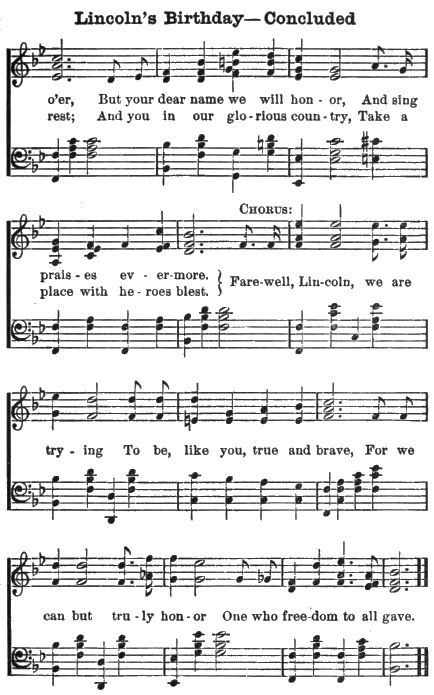 Lincoln's Birthday—Concluded
o'er, But your dear name we will hon - or, And sing
rest; And you in our glo - rious coun - try, Take a
CHORUS:
prais - es ev - er-more.
place with he - roes blest.
Fare-well, Lin-coln, we are
try - ing To be, like you, true and brave, For we
can but tru - ly hon - or One who free-dom to all gave.